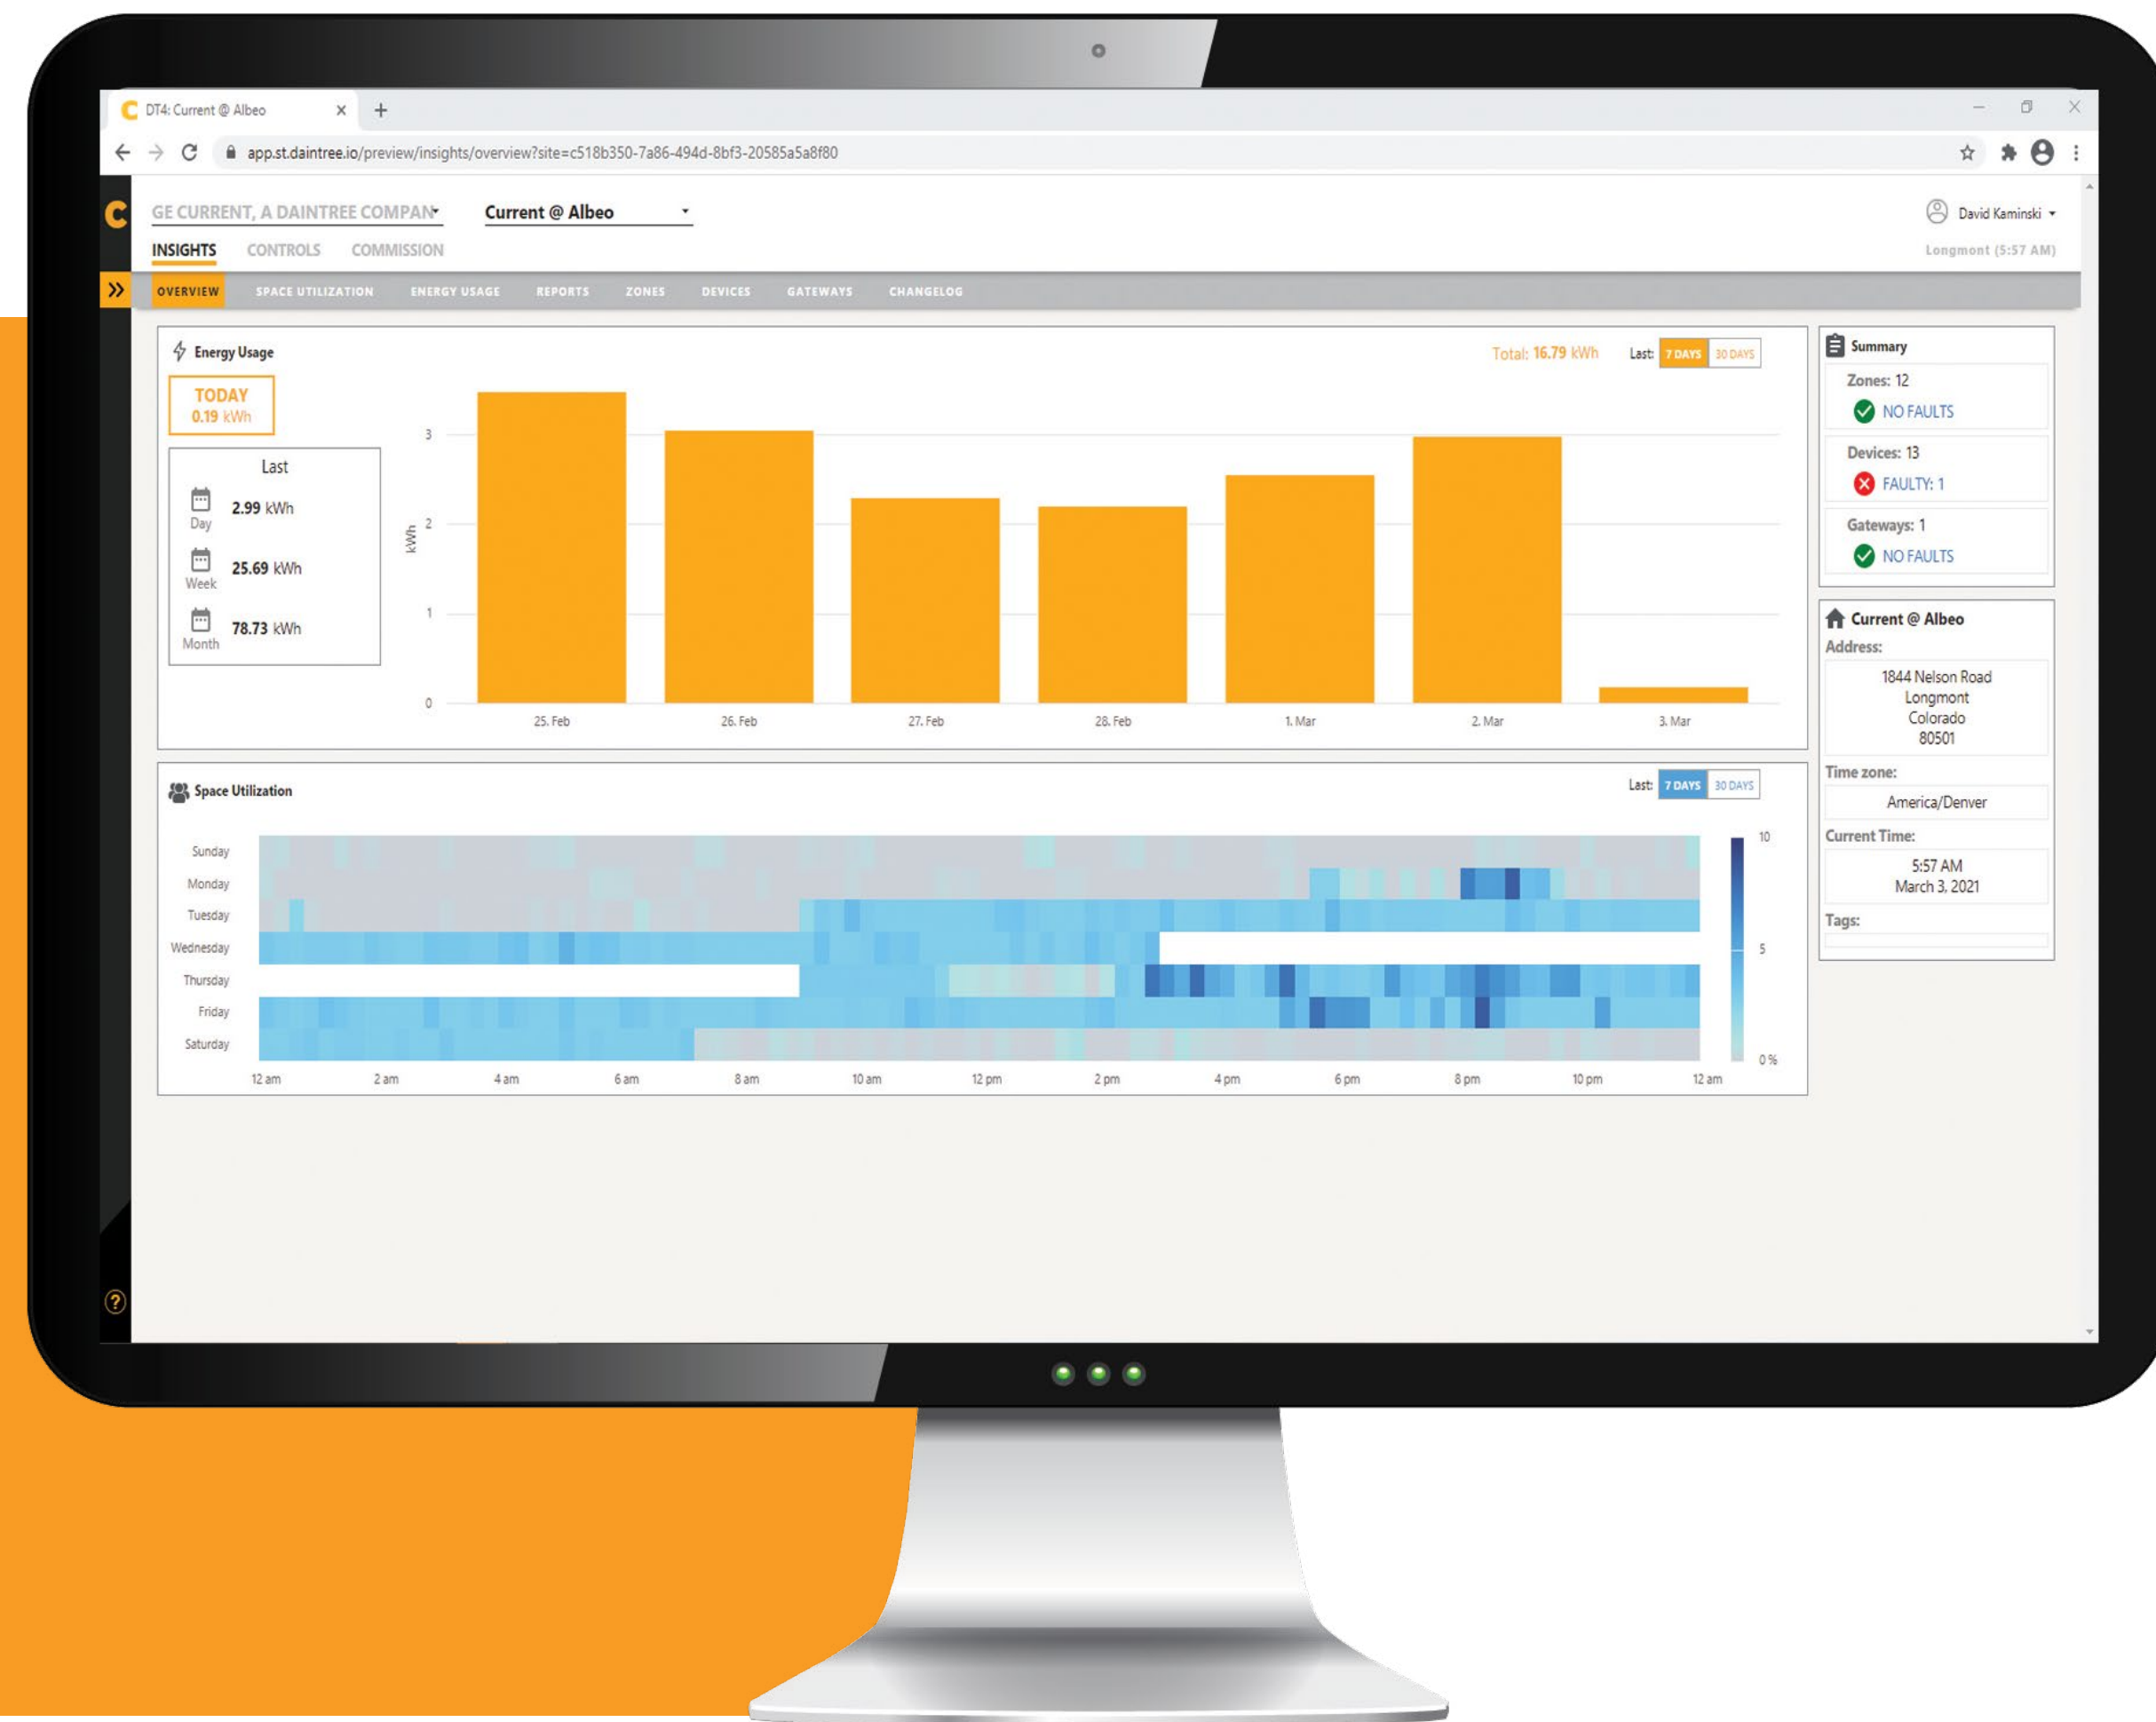 DT4: Current @ Albeo
app.st.daintree.io/preview/insights/overview?site=c518b350-7a86-494d-8bf3-20585a5a8f80
GE CURRENT, A DAINTREE COMPAN
Current @ Albeo
David Kaminski
INSIGHTS CONTROLS COMMISSION
Longmont (5:57 AM)
OVERVIEW SPACE UTILIZATION ENERGY USAGE REPORTS ZONES DEVICES GATEWAYS CHANGELOG
Energy Usage
Total: 16.79 kWh
Last: 7 DAYS 30 DAYS
TODAY
0.19 kWh
Last
Day 2.99 kWh
Week 25.69 kWh
Month 78.73 kWh
kWh
3
2
1
0
25. Feb 26. Feb 27. Feb 28. Feb 1. Mar 2. Mar 3. Mar
Space Utilization
Last: 7 DAYS 30 DAYS
Sunday
Monday
Tuesday
Wednesday
Thursday
Friday
Saturday
12 am 2 am 4 am 6 am 8 am 10 am 12 pm 2 pm 4 pm 6 pm 8 pm 10 pm 12 am
10
5
0 %
Summary
Zones: 12
NO FAULTS
Devices: 13
FAULTY: 1
Gateways: 1
NO FAULTS
Current @ Albeo
Address:
1844 Nelson Road
Longmont
Colorado
80501
Time zone:
America/Denver
Current Time:
5:57 AM
March 3, 2021
Tags:
?